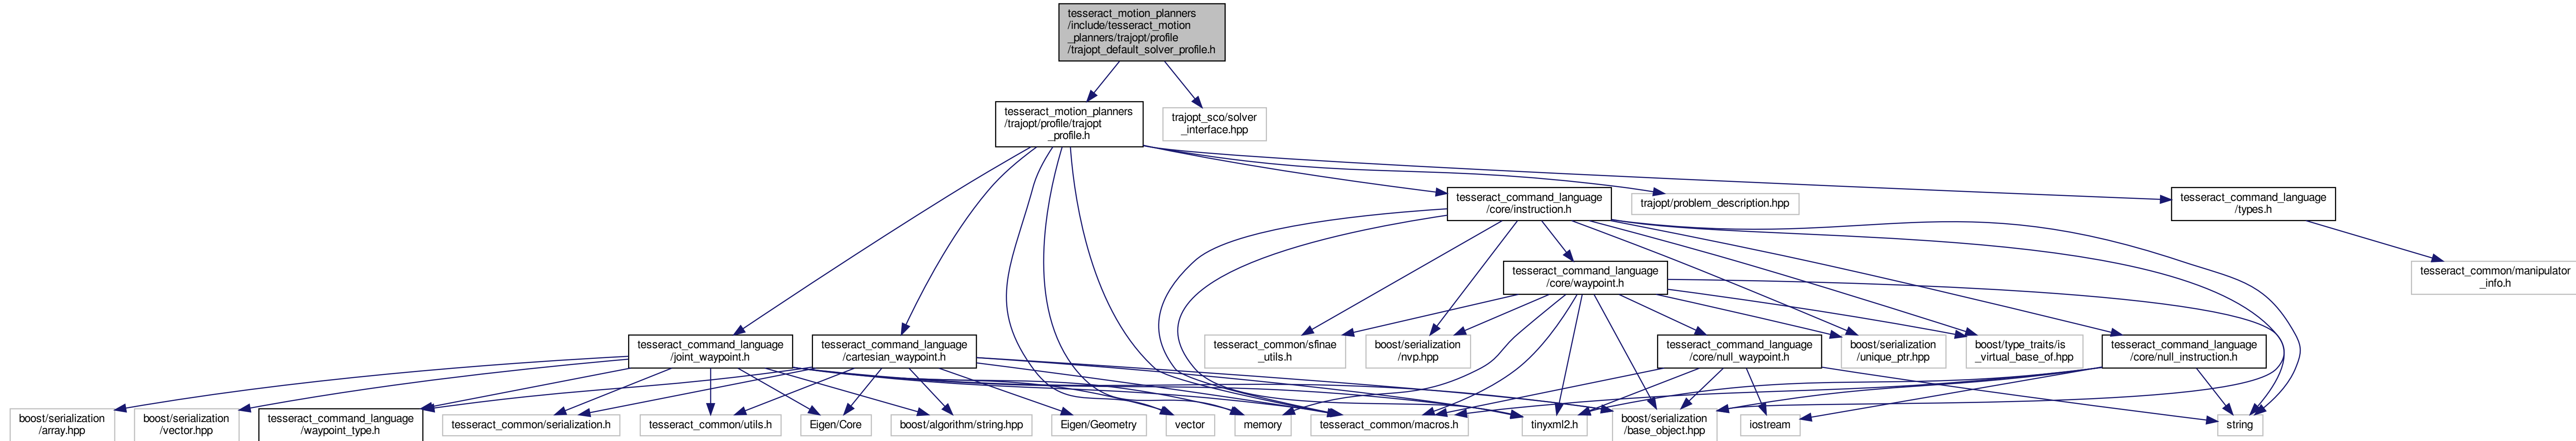 tesseract_motion_planners
/include/tesseract_motion
_planners/trajopt/profile
/trajopt_default_solver_profile.h
tesseract_motion_planners
/trajopt/profile/trajopt
_profile.h
trajopt_sco/solver
_interface.hpp
tesseract_command_language
/core/instruction.h
trajopt/problem_description.hpp
tesseract_command_language
/types.h
tesseract_command_language
/core/waypoint.h
tesseract_common/manipulator
_info.h
tesseract_command_language
/joint_waypoint.h
tesseract_command_language
/cartesian_waypoint.h
tesseract_common/sfinae
_utils.h
boost/serialization
/nvp.hpp
tesseract_command_language
/core/null_waypoint.h
boost/serialization
/unique_ptr.hpp
boost/type_traits/is
_virtual_base_of.hpp
tesseract_command_language
/core/null_instruction.h
boost/serialization
/array.hpp
boost/serialization
/vector.hpp
tesseract_command_language
/waypoint_type.h
tesseract_common/serialization.h
tesseract_common/utils.h
Eigen/Core
boost/algorithm/string.hpp
Eigen/Geometry
vector
memory
tesseract_common/macros.h
tinyxml2.h
boost/serialization
/base_object.hpp
iostream
string